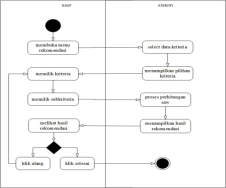 user
sistem
membuka menu
rekomendasi
select data kriteria
memilih kriteria
menampilkan pilihan
kriteria
memilih subkriteria
proses perhitungan
saw
melihat hasil
rekomendasi
menampilkan hasil
rekomendasi
klik ulang
klik selesai